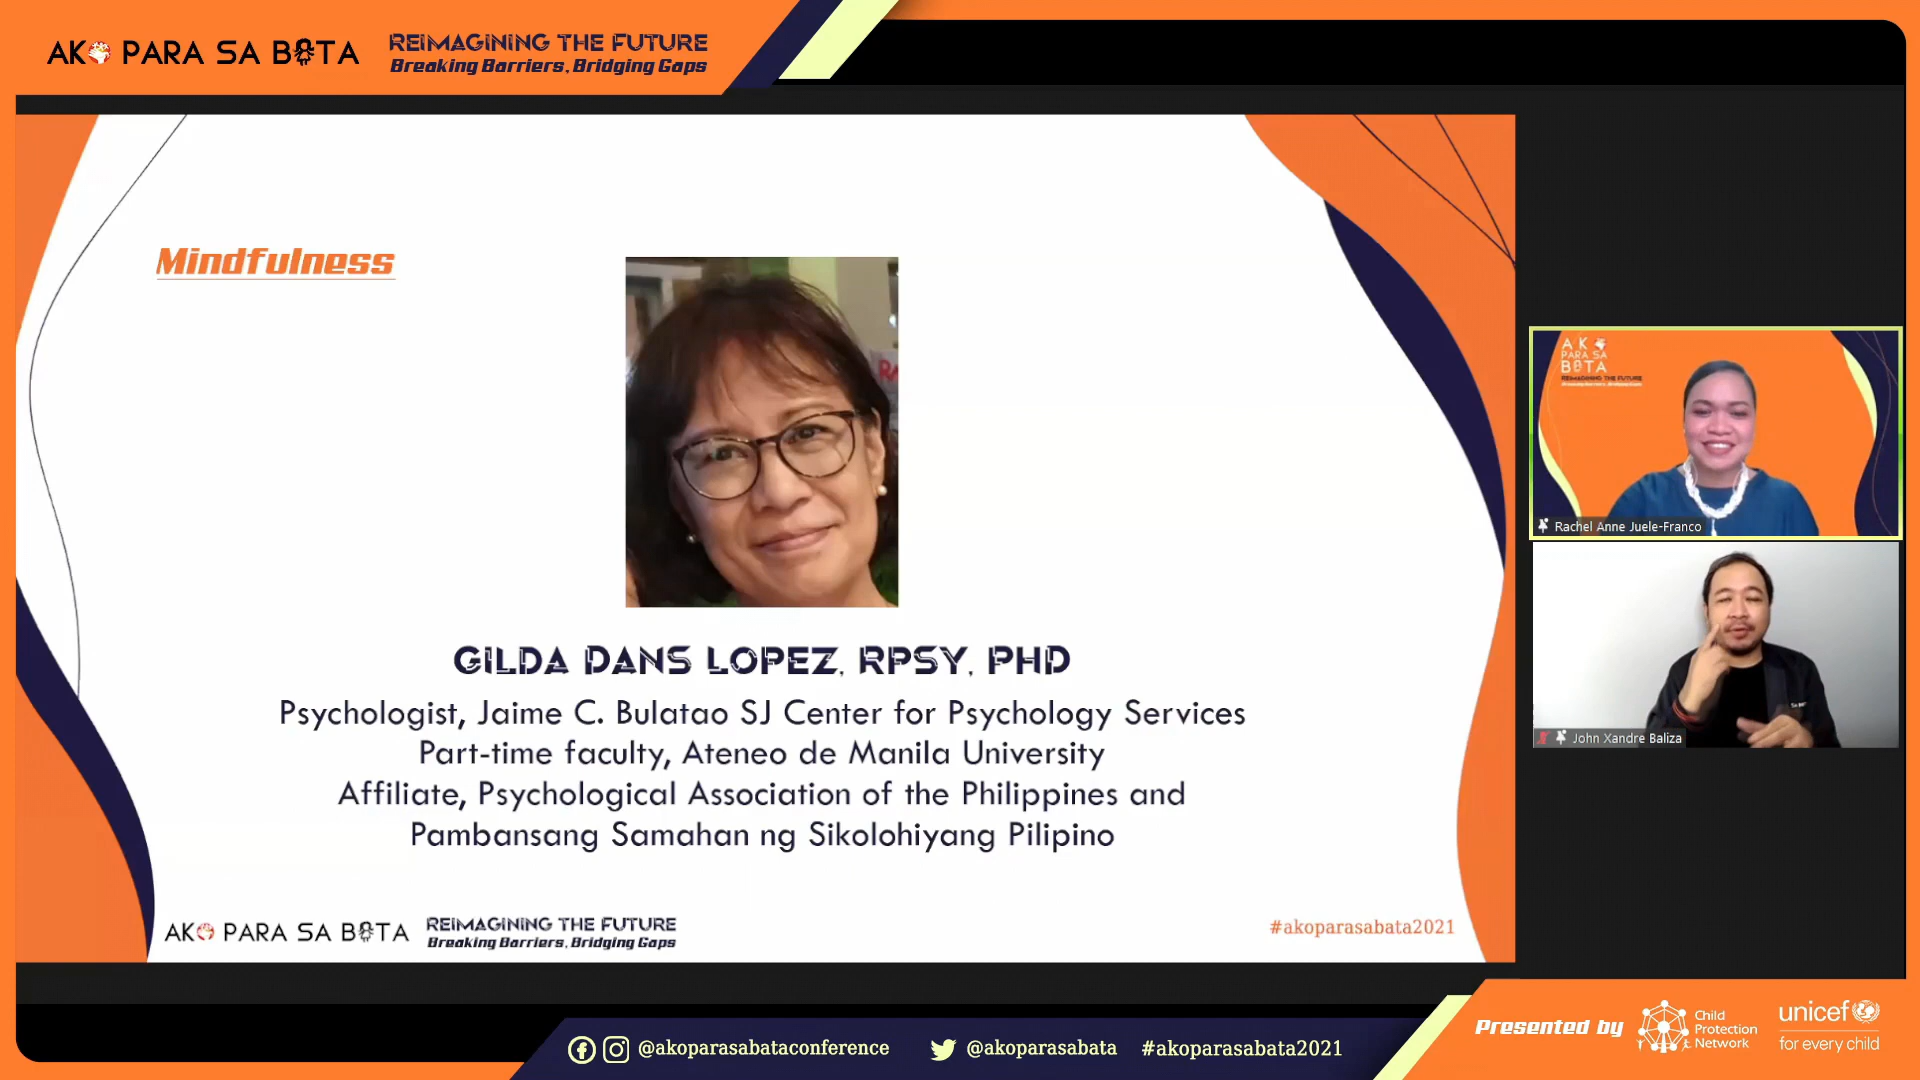 AKO PARA SA BATA
REIMAGINING THE FUTURE
Breaking Barriers, Bridging Gaps
Mindfulness
GILDA DANS LOPEZ, RPSY, PHD
Psychologist, Jaime C. Bulatao SJ Center for Psychology Services
Part-time faculty, Ateneo de Manila University
Affiliate, Psychological Association of the Philippines and
Pambansang Samahan ng Sikolohiyang Pilipino
AKO PARA SA BATA
REIMAGINING THE FUTURE
Breaking Barriers, Bridging Gaps
#akoparasabata2021
AKO
PARA SA
BATA
REIMAGINING THE FUTURE
Rachel Anne Juele-Franco
John Xandre Baliza
@akoparasabataconference
@akoparasabata
#akoparasabata2021
Presented by
Child
Protection
Network
unicef
for every child